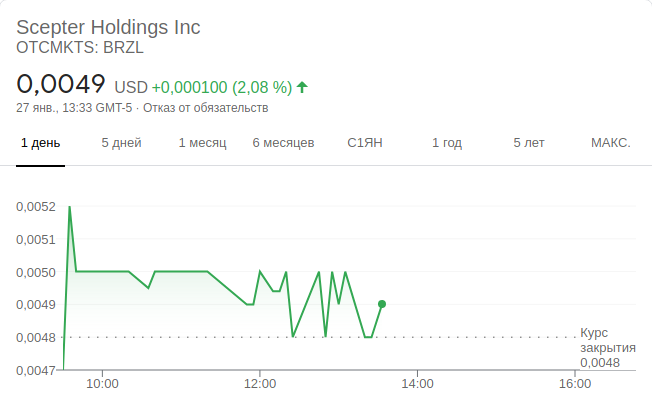 Scepter Holdings Inc
OTCMKTS: BRZL
0,0049 USD +0,000100 (2,08 %)
27 янв., 13:33 GMT-5 · Отказ от обязательств
1 день 5 дней 1 месяц 6 месяцев С1ЯН 1 год 5 лет МАКС.
0,0052
0,0051
0,0050
0,0049
0,0048
0,0047
Курс
закрытия
0,0048
10:00 12:00 14:00 16:00